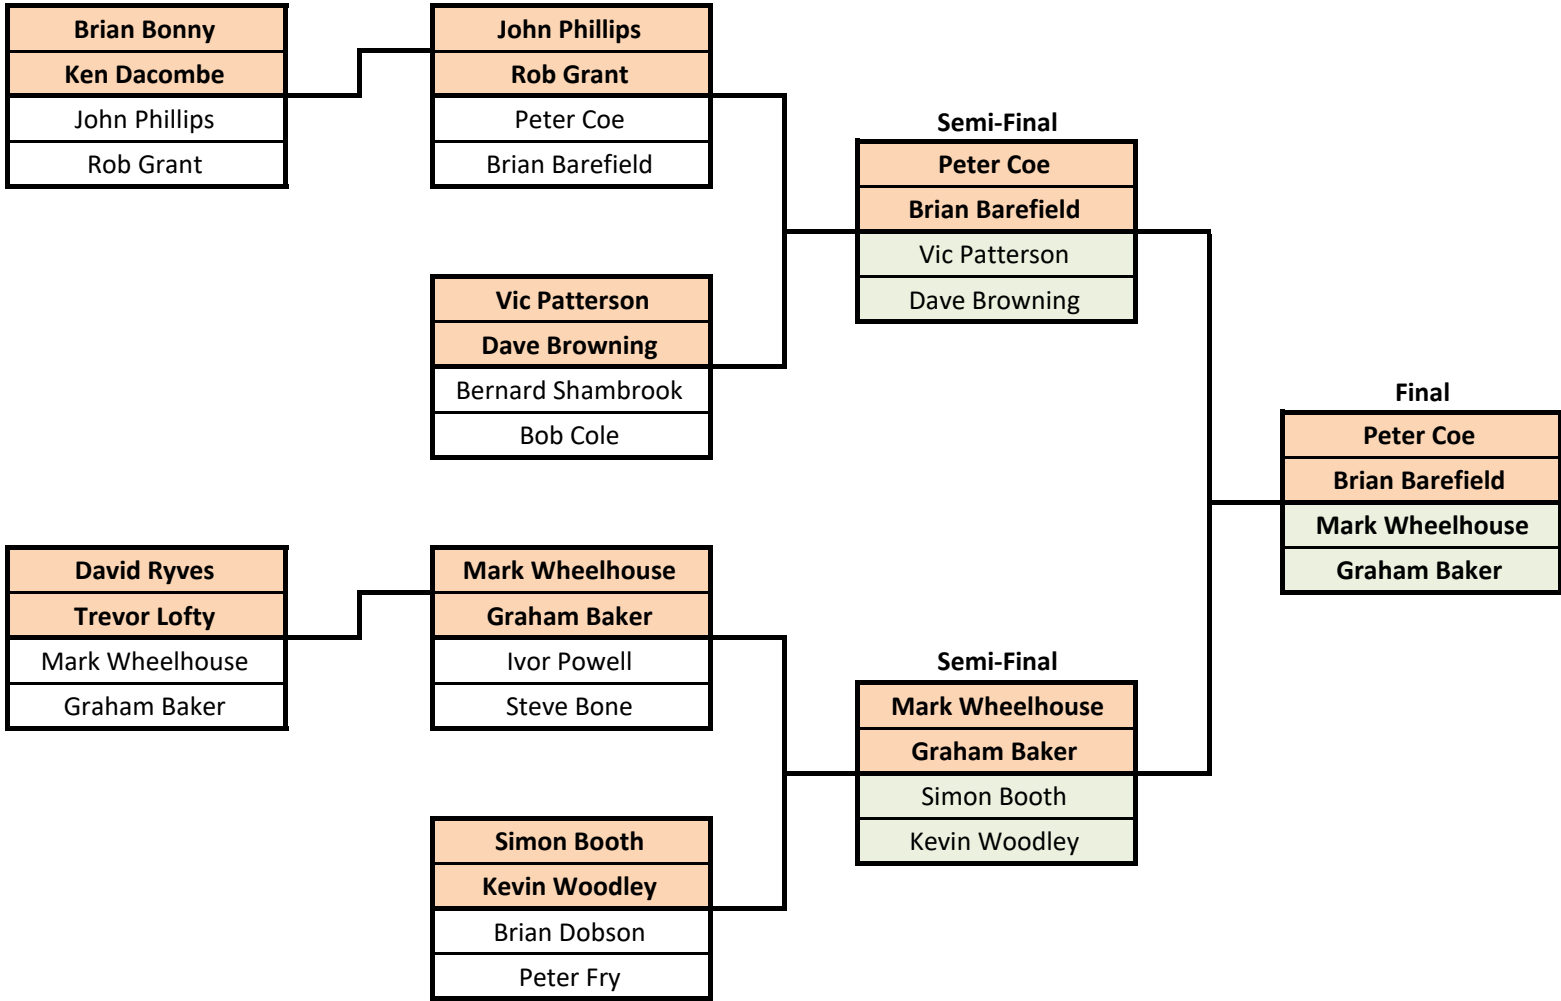 Brian Bonny
Ken Dacombe
John Phillips
Rob Grant
John Phillips
Rob Grant
Peter Coe
Brian Barefield
Vic Patterson
Dave Browning
Bernard Shambrook
Bob Cole
Semi-Final
Peter Coe
Brian Barefield
Vic Patterson
Dave Browning
Final
Peter Coe
Brian Barefield
Mark Wheelhouse
Graham Baker
David Ryves
Trevor Lofty
Mark Wheelhouse
Graham Baker
Mark Wheelhouse
Graham Baker
Ivor Powell
Steve Bone
Simon Booth
Kevin Woodley
Brian Dobson
Peter Fry
Semi-Final
Mark Wheelhouse
Graham Baker
Simon Booth
Kevin Woodley